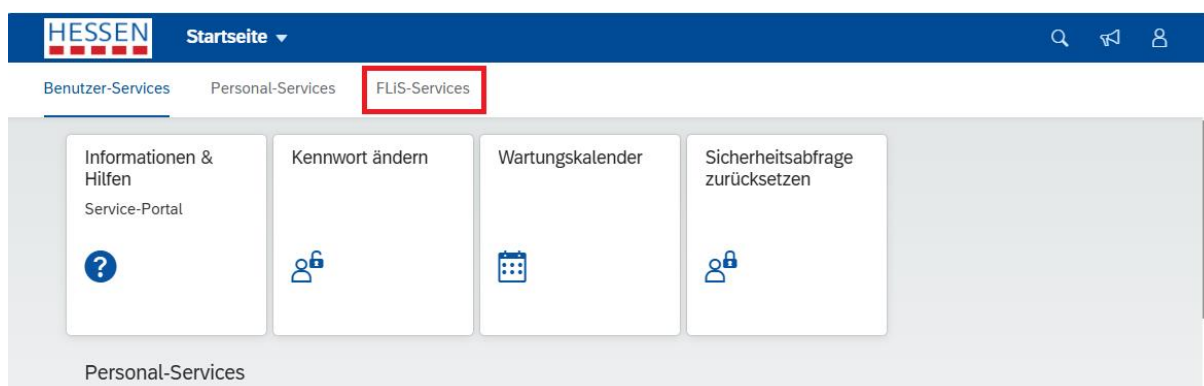 HESSEN
Startseite
Benutzer-Services Personal-Services FLiS-Services
Informationen &
Hilfen
Service-Portal
?
Kennwort ändern
Wartungskalender
Sicherheitsabfrage
zurücksetzen
Personal-Services